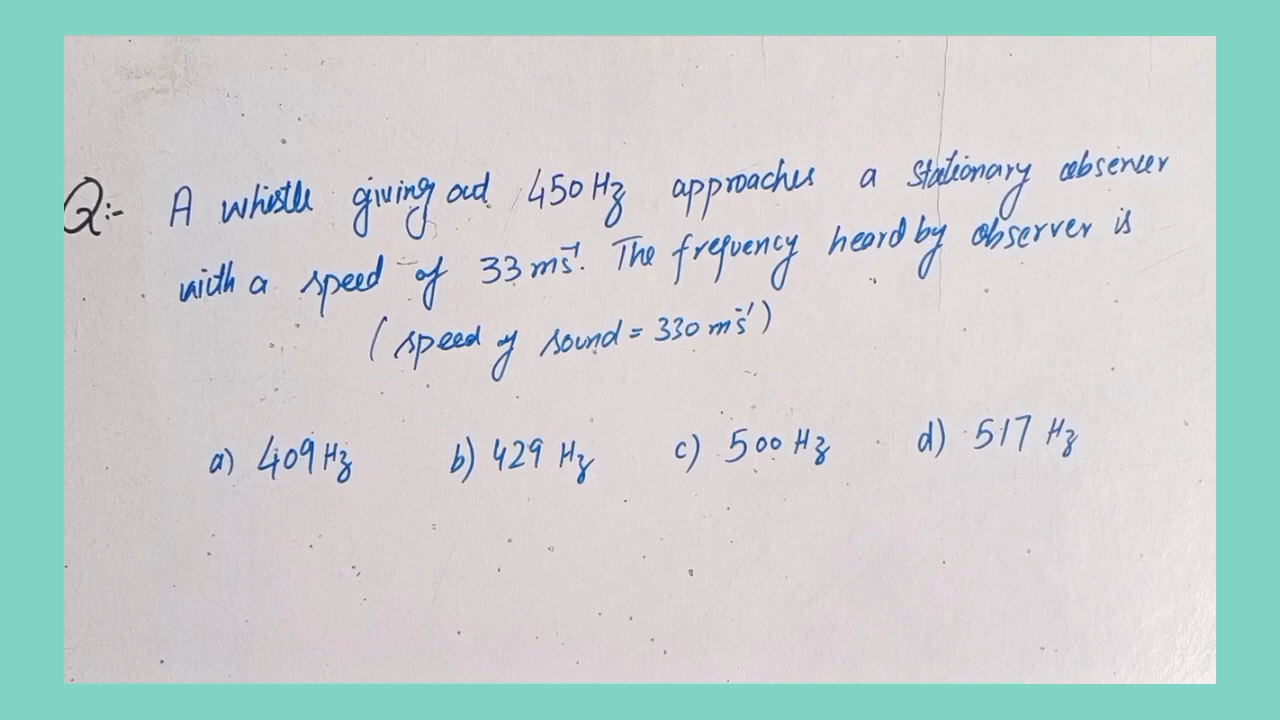 Q:- A whistle giving out 450 Hz approaches a stationary observer
with a speed of 33 ms⁻¹. The frequency heard by observer is
(speed of sound = 330 ms⁻¹)
a) 409 Hz b) 429 Hz c) 500 Hz d) 517 Hz